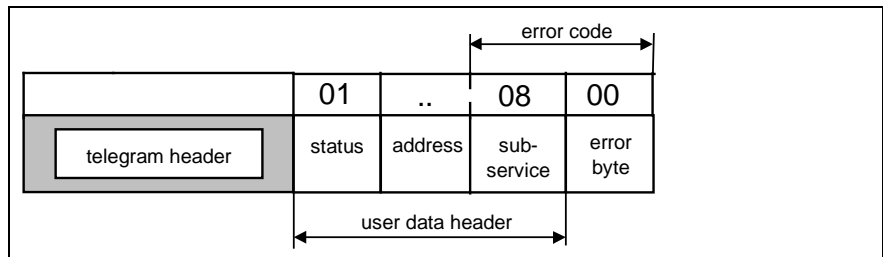 error code
01 .. 08 00
telegram header status address sub- error
service byte
user data header